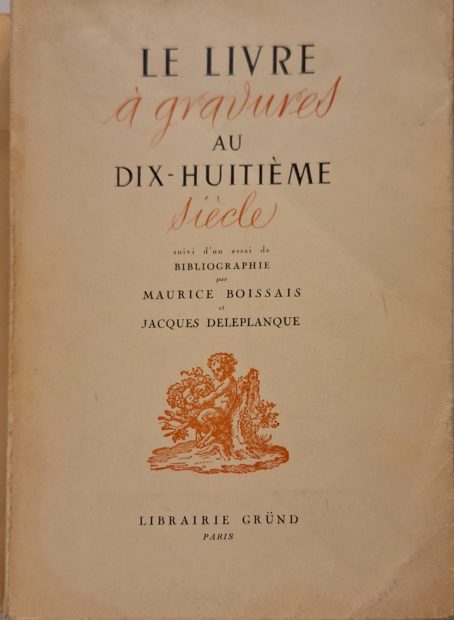 LE LIVRE
à gravures
AU
DIX-HUITIÈME
siècle
suivi d'un essai de
BIBLIOGRAPHIE
par
MAURICE BOISSAIS
et
JACQUES DELEPLANQUE
LIBRAIRIE GRÜND
PARIS